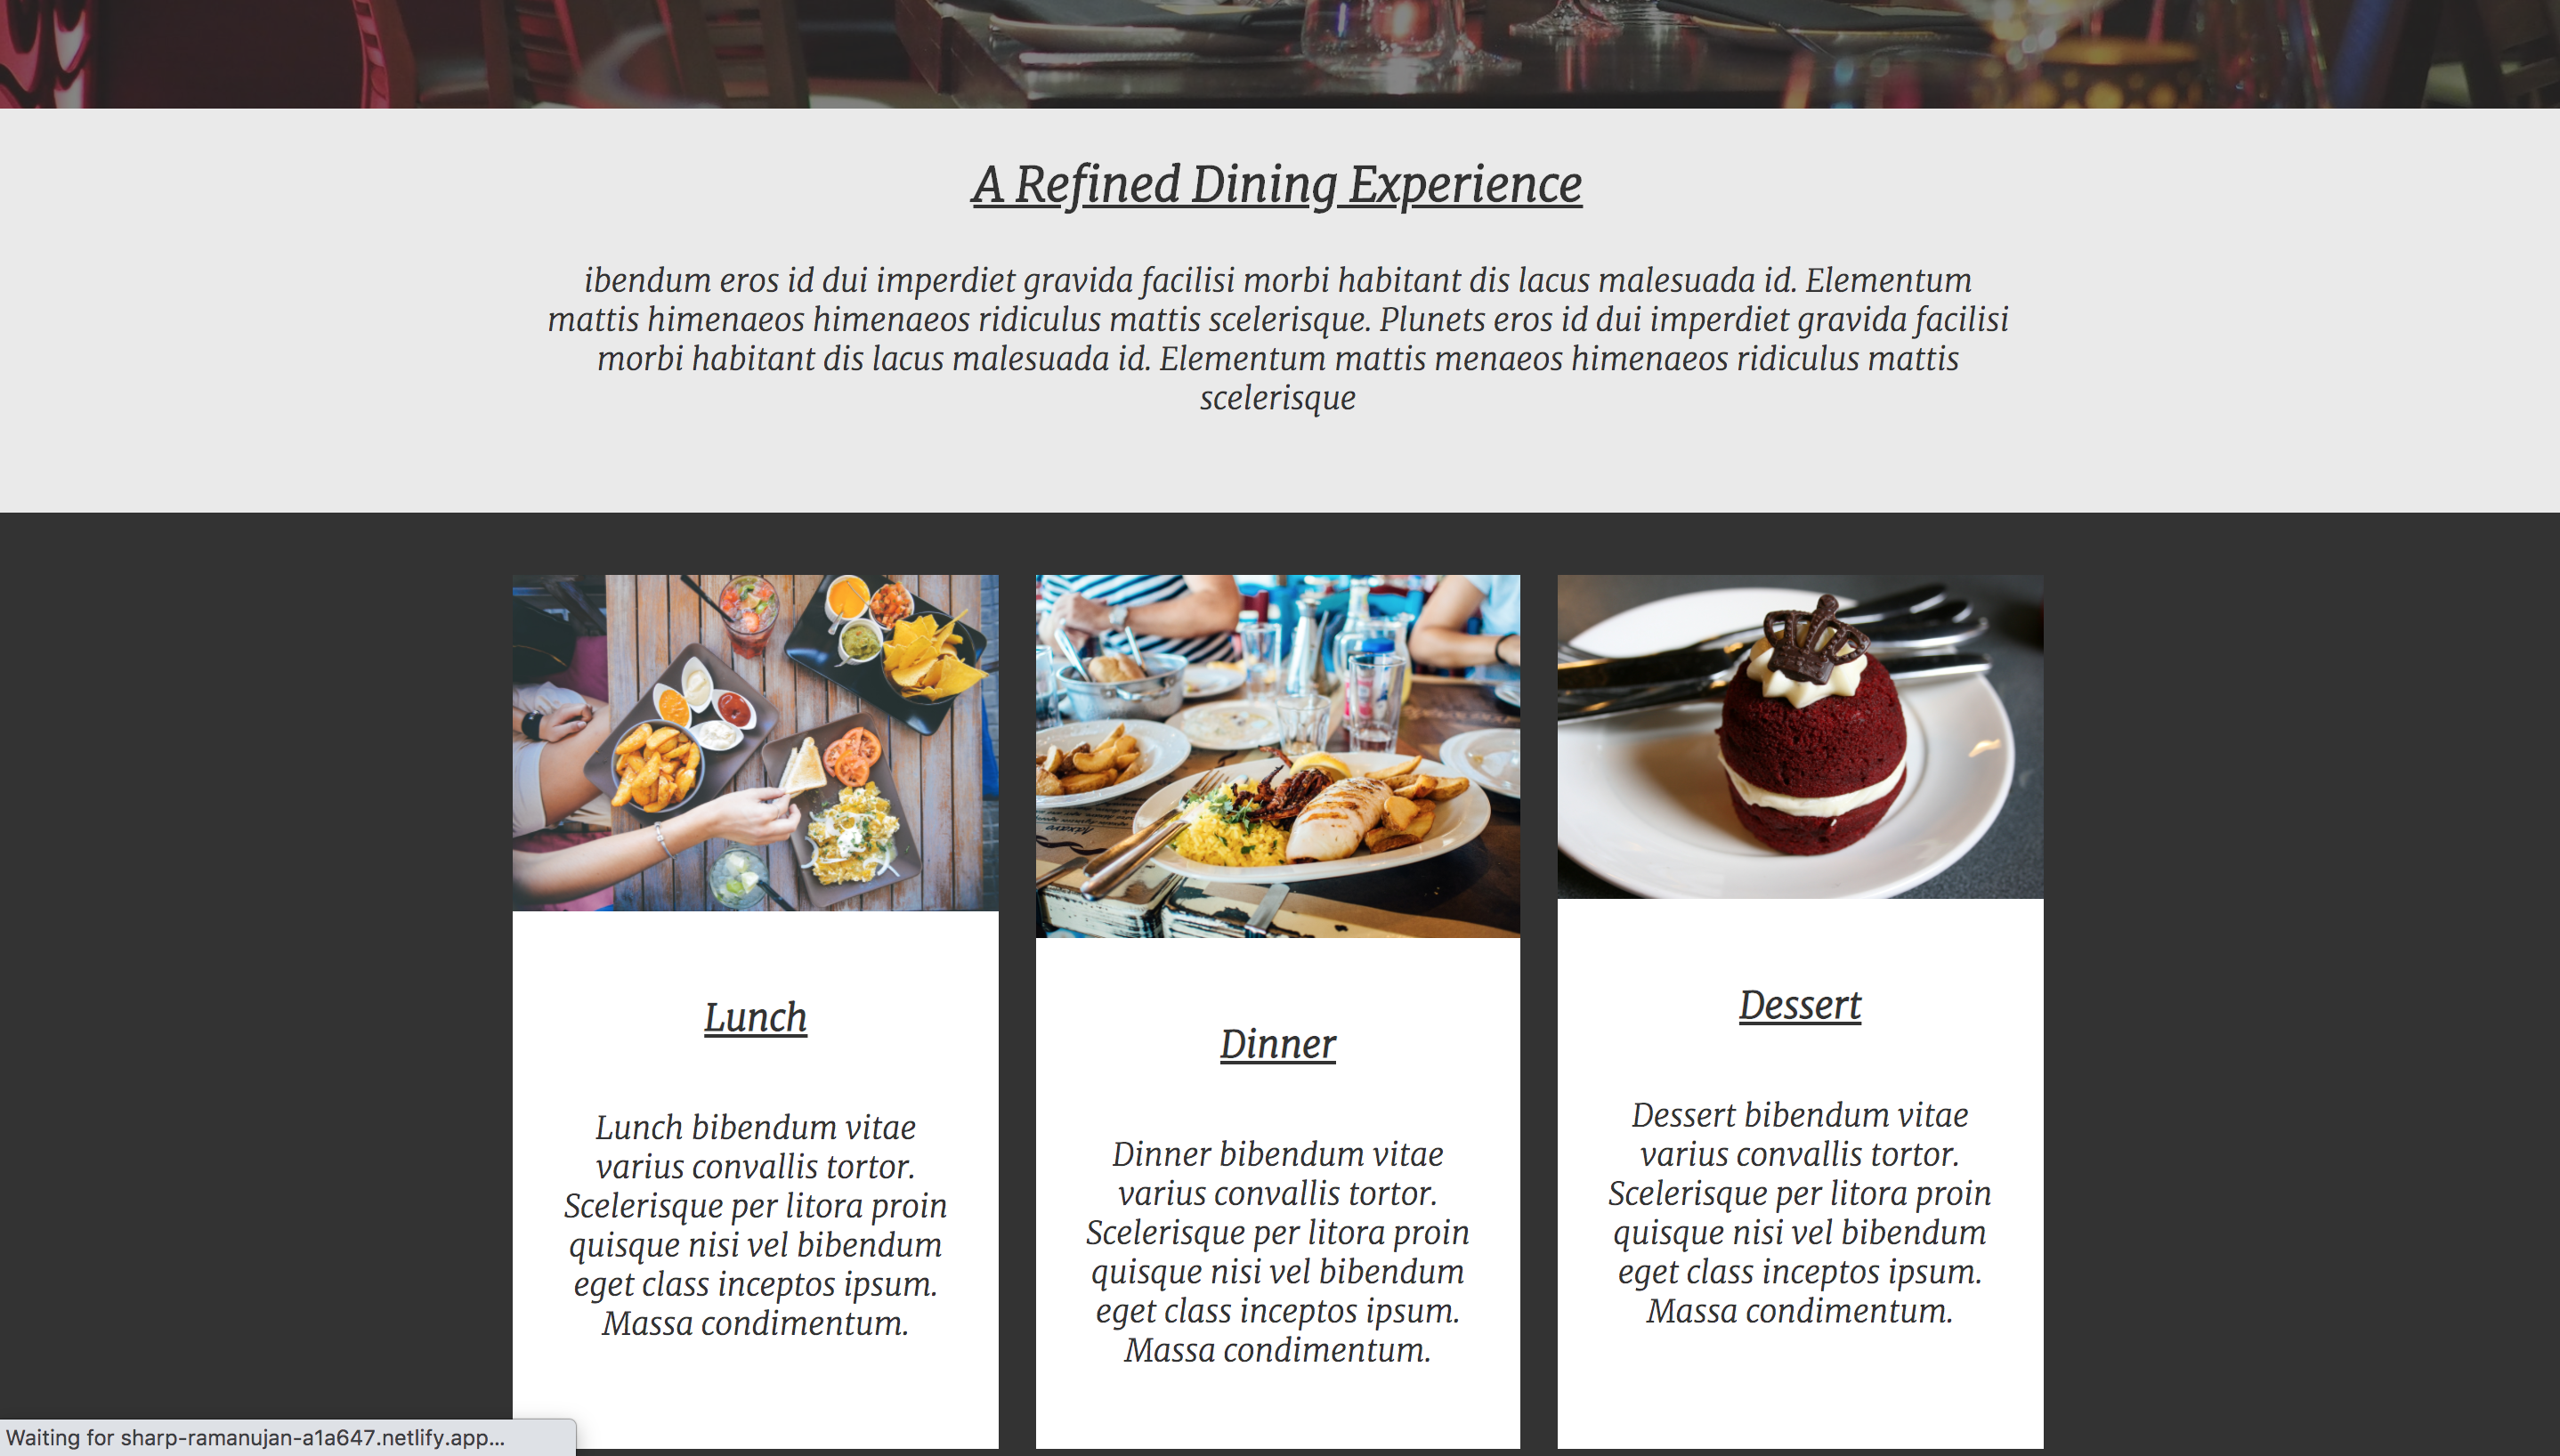 A Refined Dining Experience
ibendum eros id dui imperdiet gravida facilisi morbi habitant dis lacus malesuada id. Elementum
mattis himenaeos himenaeos ridiculus mattis scelerisque. Plunets eros id dui imperdiet gravida facilisi
morbi habitant dis lacus malesuada id. Elementum mattis menaeos himenaeos ridiculus mattis
scelerisque
Lunch
Lunch bibendum vitae
varius convallis tortor.
Scelerisque per litora proin
quisque nisi vel bibendum
eget class inceptos ipsum.
Massa condimentum.
Dinner
Dinner bibendum vitae
varius convallis tortor.
Scelerisque per litora proin
quisque nisi vel bibendum
eget class inceptos ipsum.
Massa condimentum.
Dessert
Dessert bibendum vitae
varius convallis tortor.
Scelerisque per litora proin
quisque nisi vel bibendum
eget class inceptos ipsum.
Massa condimentum.
Waiting for sharp-ramanujan-a1a647.netlify.app...